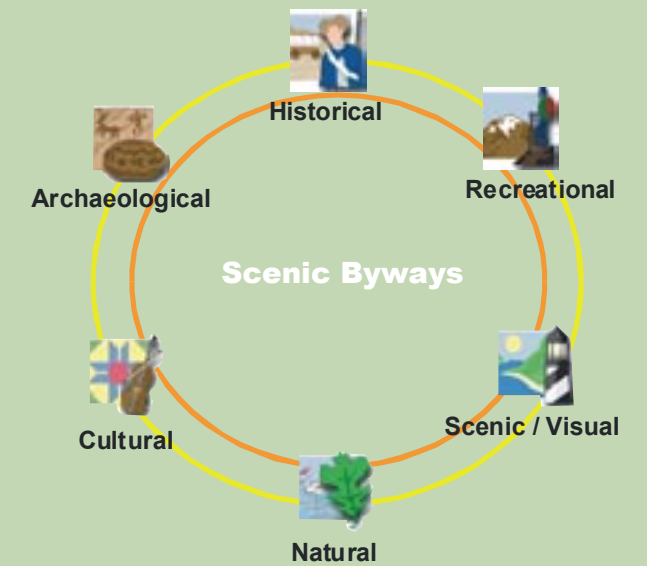 Historical
Archaeological
Recreational
Scenic Byways
Scenic / Visual
Cultural
Natural